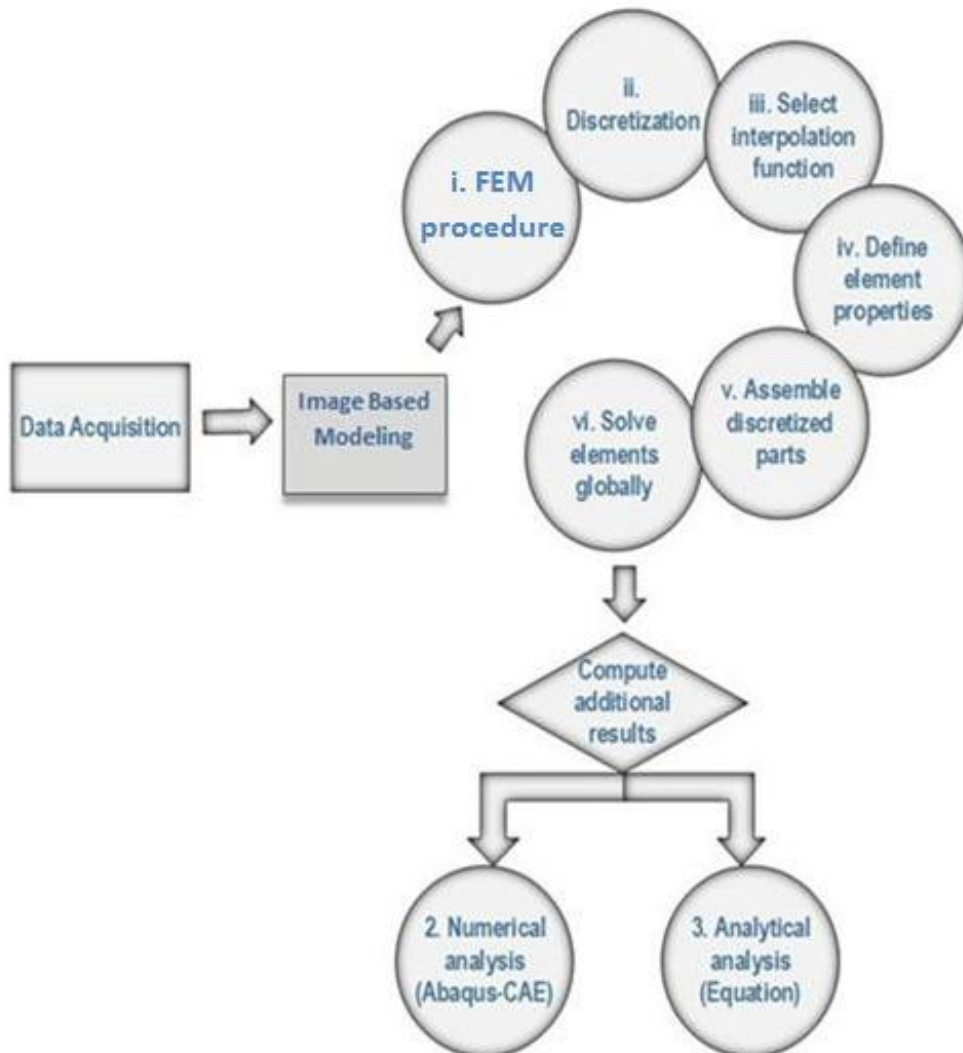 Data Acquisition
Image Based
Modeling
i. FEM
procedure
ii.
Discretization
iii. Select
interpolation
function
iv. Define
element
properties
v. Assemble
discretized
parts
vi. Solve
elements
globally
Compute
additional
results
2. Numerical
analysis
(Abaqus-CAE)
3. Analytical
analysis
(Equation)